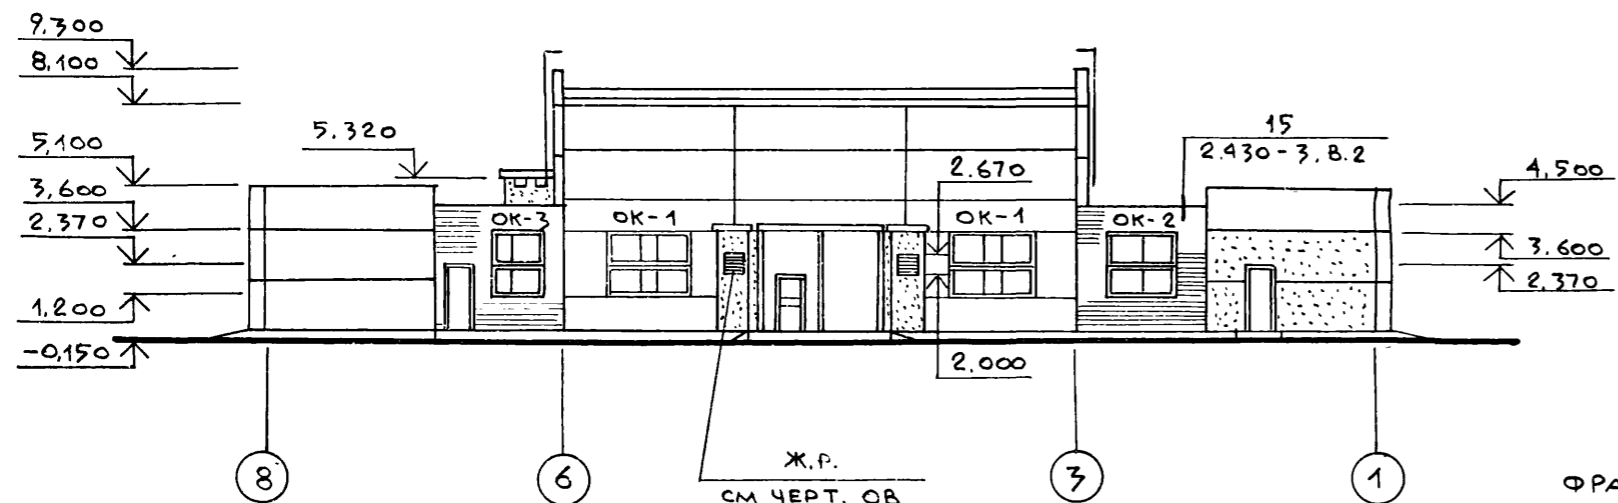 9,300
8,100
5,100
3,600
2,370
1,200
-0,150
5.320
ОК-3
ОК-1
2.670
ОК-1
ОК-2
15
2.430-3.В.2
4,500
3.600
2,370
2.000
Ж.Р.
СМ ЧЕРТ. ОВ
8
6
3
1
ФРА